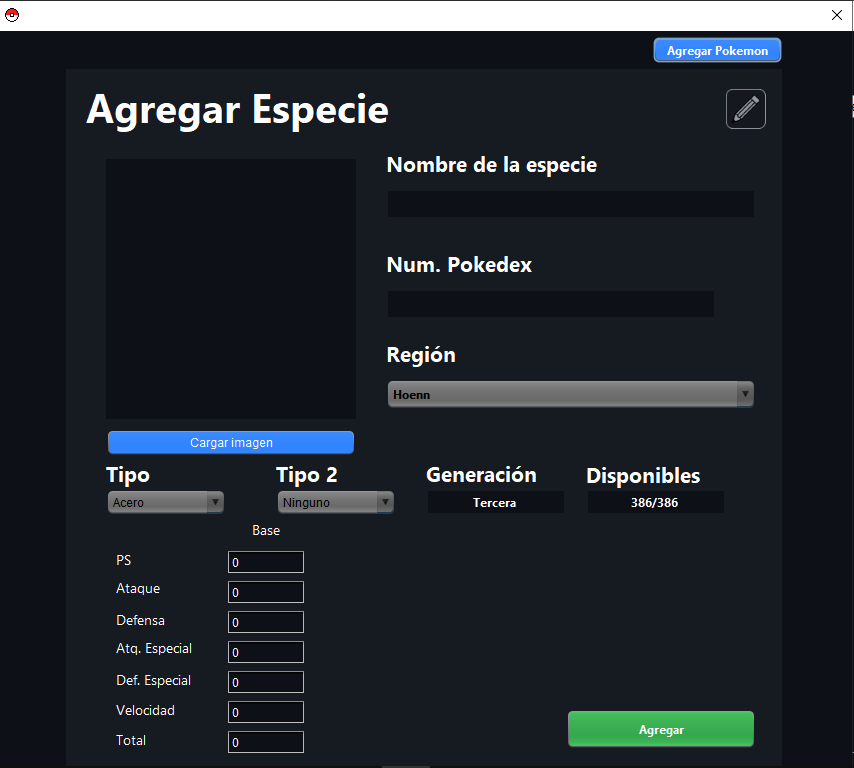 Agregar Pokemon
Agregar Especie
Nombre de la especie
Num. Pokedex
Región
Hoenn
Cargar imagen
Tipo Tipo 2 Generación Disponibles
Acero Ninguno Tercera 386/386
Base
PS 0
Ataque 0
Defensa 0
Atq. Especial 0
Def. Especial 0
Velocidad 0
Total 0
Agregar